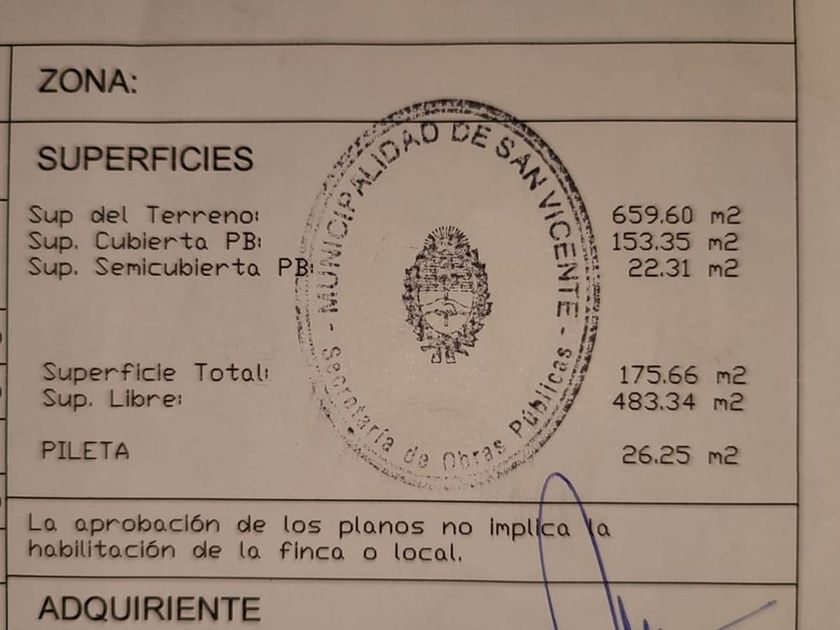 ZONA:
SUPERFICIES
Sup del Terreno: 659.60 m2
Sup. Cubierta PB: 153.35 m2
Sup. Semicubierta PB: 22.31 m2
Superficie Total: 175.66 m2
Sup. Libre: 483.34 m2
PILETA 26.25 m2
- MUNICIPALIDAD DE SAN VICENTE -
Secretaría de Obras Públicas
La aprobación de los planos no implica la
habilitación de la finca o local.
ADQUIRIENTE